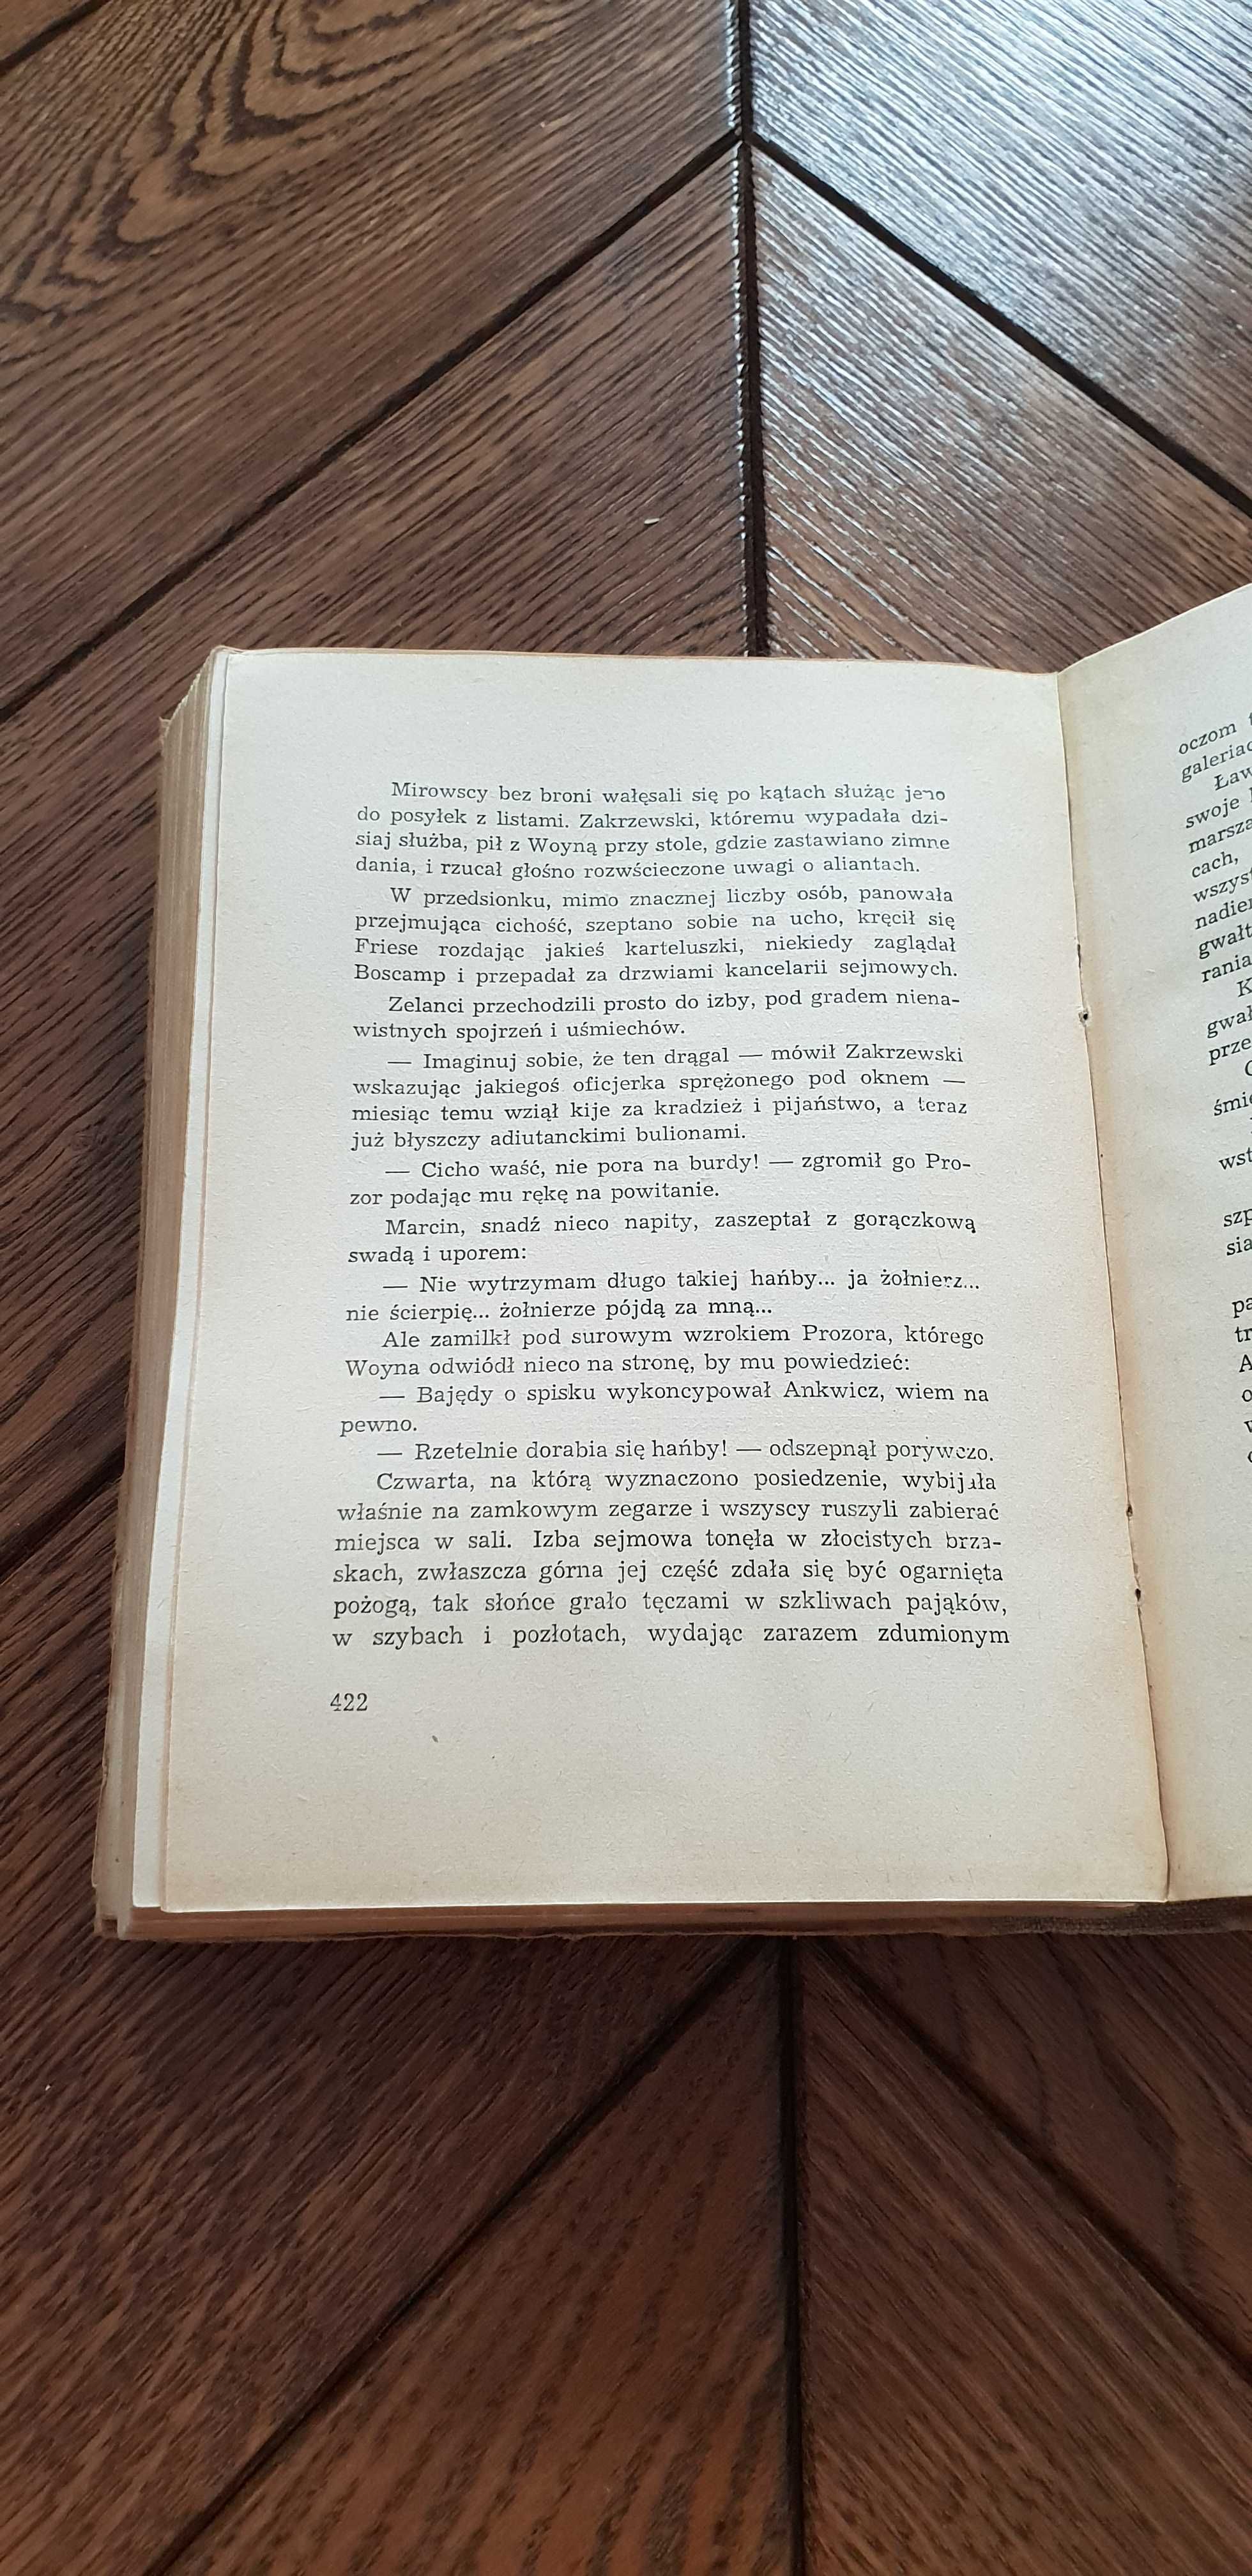 Mirowscy bez broni wałęsali się po kątach służąc jeno
do posyłek z listami. Zakrzewski, któremu wypadała dzi-
siaj służba, pił z Woyną przy stole, gdzie zastawiano zimne
dania, i rzucał głośno rozwścieczone uwagi o aliantach.
W przedsionku, mimo znacznej liczby osób, panowała
przejmująca cichość, szeptano sobie na ucho, kręcił się
Friese rozdając jakieś karteluszki, niekiedy zaglądał
Boscamp i przepadał za drzwiami kancelarii sejmowych.
Zelanci przechodzili prosto do izby, pod gradem niena-
wistnych spojrzeń i uśmiechów.
— Imaginuj sobie, że ten drągal — mówił Zakrzewski
wskazując jakiegoś oficjerka sprężonego pod oknem —
miesiąc temu wziął kije za kradzież i pijaństwo, a teraz
już błyszczy adiutanckimi bulionami.
— Cicho waść, nie pora na burdy! — zgromił go Pro-
zor podając mu rękę na powitanie.
Marcin, snadź nieco napity, zaszeptał z gorączkową
swadą i uporem:
— Nie wytrzymam długo takiej hańby... ja żołnierz...
nie ścierpię... żołnierze pójdą za mną...
Ale zamilkł pod surowym wzrokiem Prozora, którego
Woyna odwiódł nieco na stronę, by mu powiedzieć:
— Bajędy o spisku wykoncypował Ankwicz, wiem na
pewno.
— Rzetelnie dorabia się hańby! — odszepnął porywczo.
Czwarta, na którą wyznaczono posiedzenie, wybijała
właśnie na zamkowym zegarze i wszyscy ruszyli zabierać
miejsca w sali. Izba sejmowa tonęła w złocistych brza-
skach, zwłaszcza górna jej część zdała się być ogarnięta
pożogą, tak słońce grało tęczami w szkliwach pająków,
w szybach i pozłotach, wydając zarazem zdumionym
422
oczom
swoje
cach,